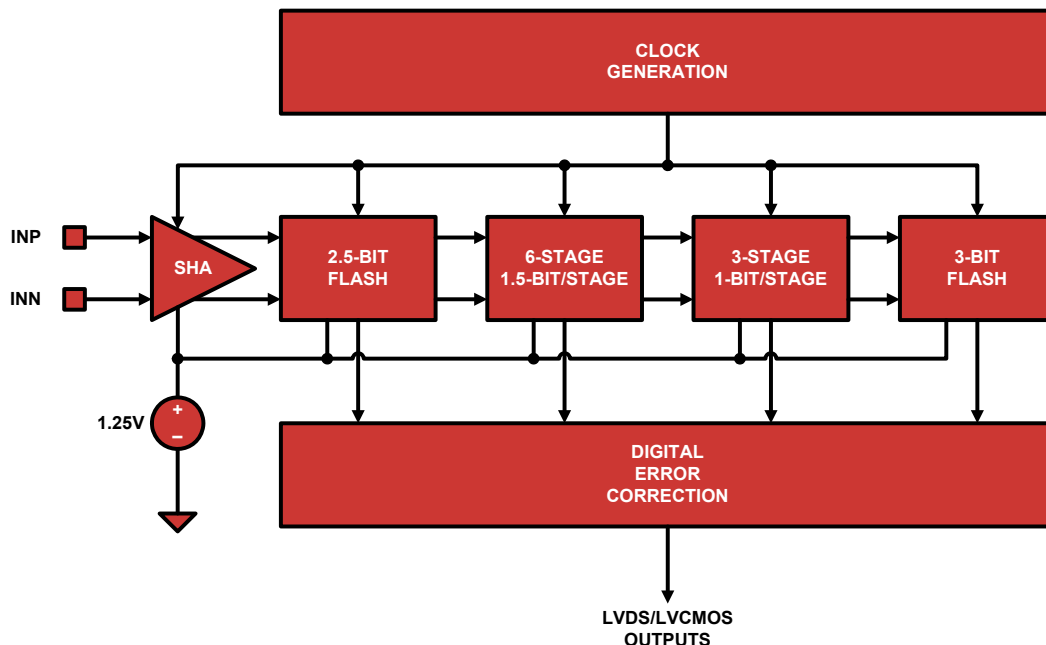 CLOCK
GENERATION
INP
INN
SHA
2.5-BIT
FLASH
6-STAGE
1.5-BIT/STAGE
3-STAGE
1-BIT/STAGE
3-BIT
FLASH
1.25V
+
−
DIGITAL
ERROR
CORRECTION
LVDS/LVCMOS
OUTPUTS